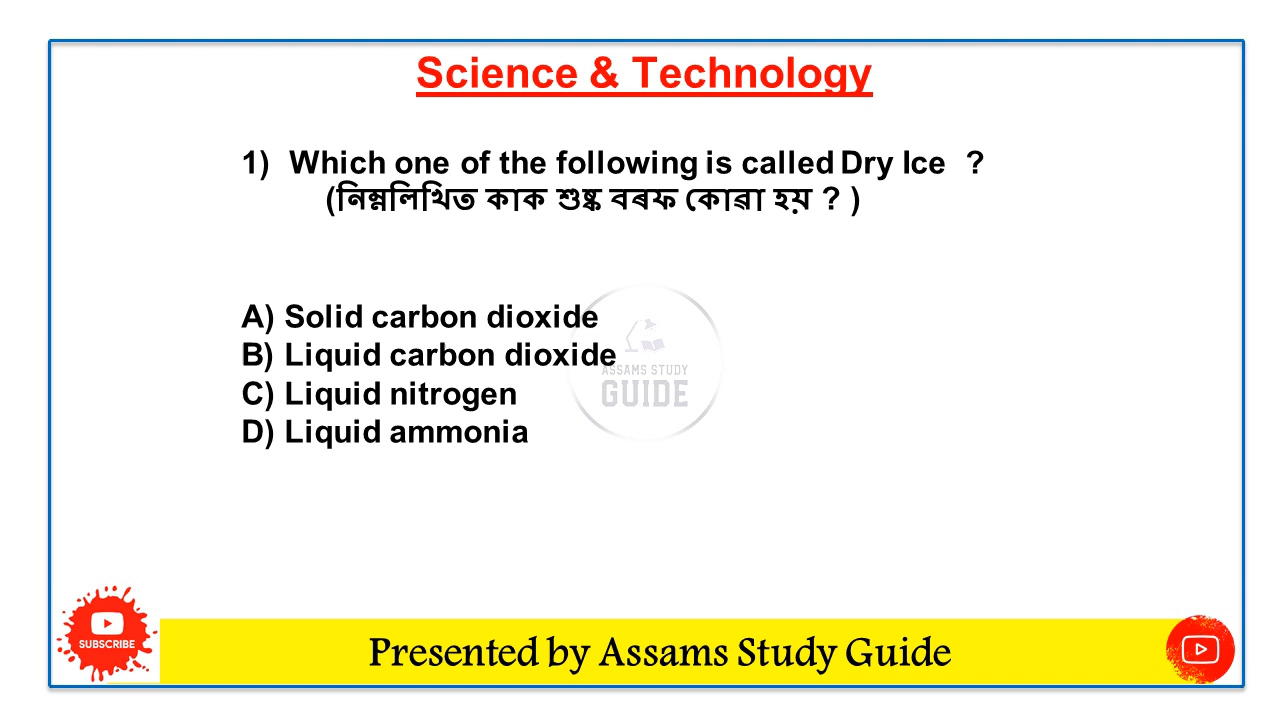 Science & Technology
1) Which one of the following is called Dry Ice ?
(নিম্নলিখিত কাক শুষ্ক বৰফ কোৱা হয় ? )
A) Solid carbon dioxide
B) Liquid carbon dioxide
C) Liquid nitrogen
D) Liquid ammonia
ASSAMS STUDY
GUIDE
SUBSCRIBE
Presented by Assams Study Guide